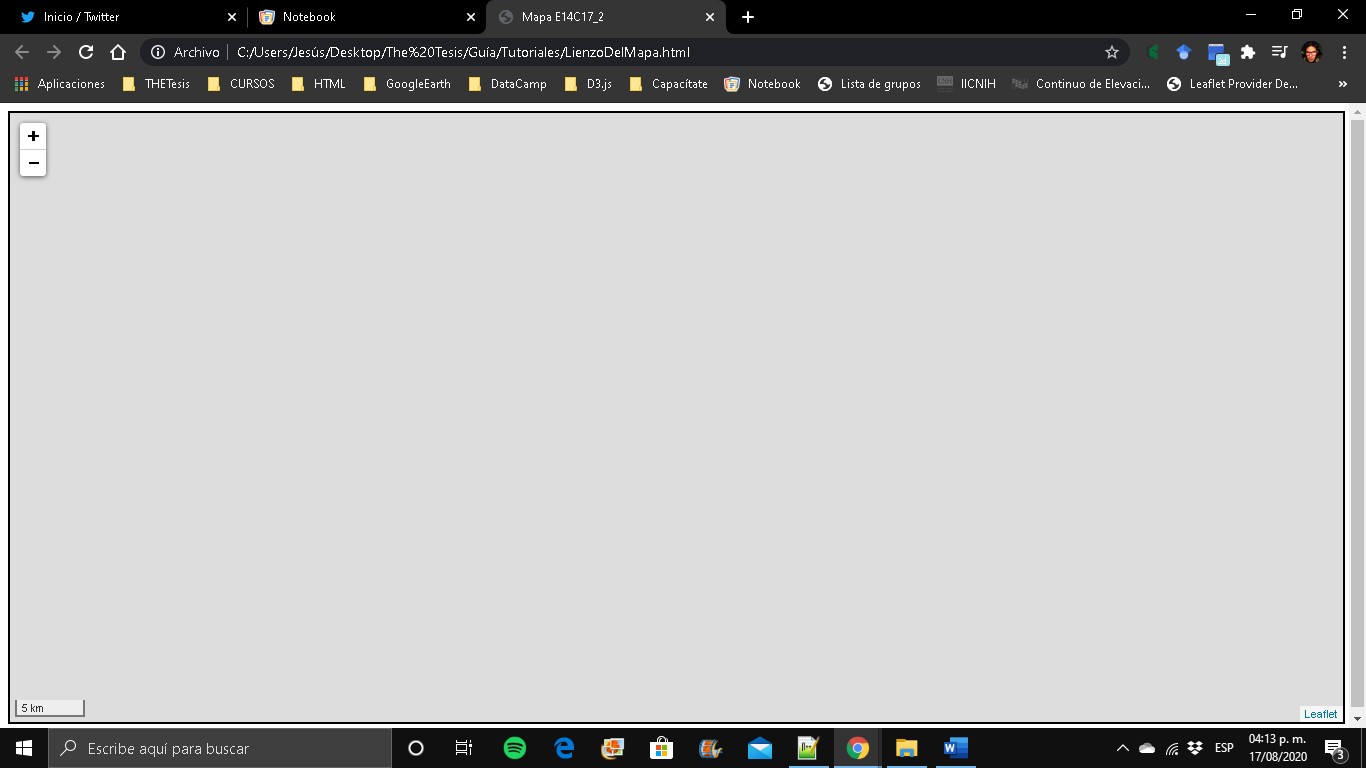 Inicio / Twitter
Notebook
Mapa E14C17_2
Archivo C:/Users/Jesús/Desktop/The%20Tesis/Guía/Tutoriales/LienzoDelMapa.html
Aplicaciones THETesis CURSOS HTML GoogleEarth DataCamp D3.js Capacítate Notebook Lista de grupos IICNIH Continuo de Elevaci... Leaflet Provider De... »
+
−
5 km
Leaflet
Escribe aquí para buscar
ESP
04:13 p. m.
17/08/2020
3